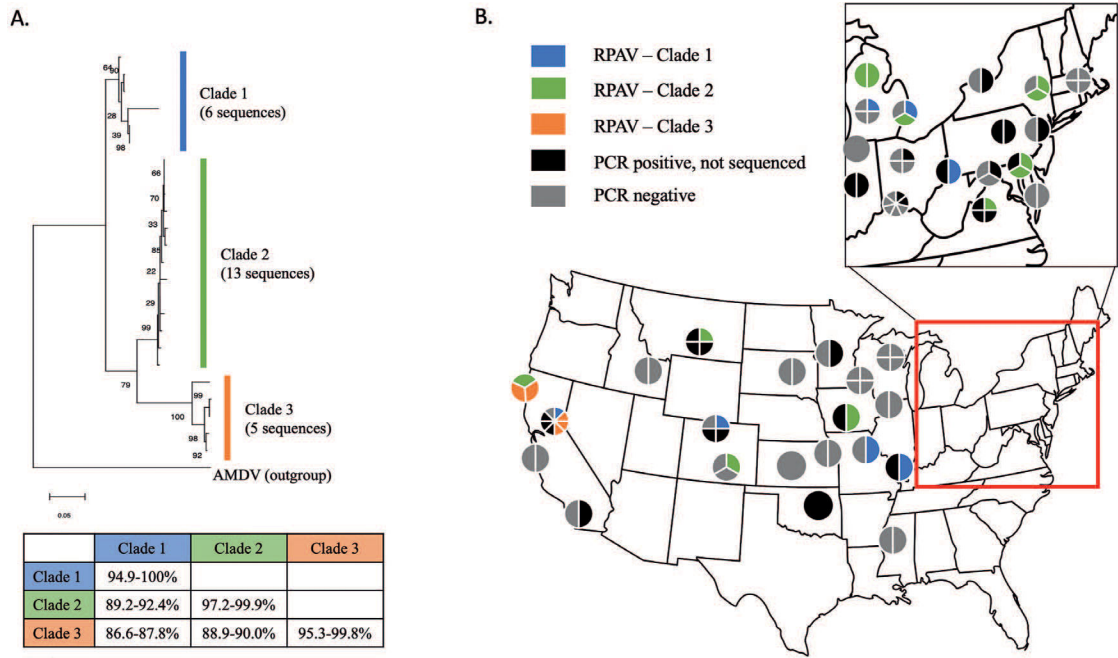 A.
64
90
28
39
98
Clade 1
(6 sequences)
66
70
33
85
22
29
99
Clade 2
(13 sequences)
79
99
100
98
92
Clade 3
(5 sequences)
AMDV (outgroup)
0.05
Clade 1 Clade 2 Clade 3
Clade 1 94.9-100%
Clade 2 89.2-92.4% 97.2-99.9%
Clade 3 86.6-87.8% 88.9-90.0% 95.3-99.8%
B.
RPAV – Clade 1
RPAV – Clade 2
RPAV – Clade 3
PCR positive, not sequenced
PCR negative